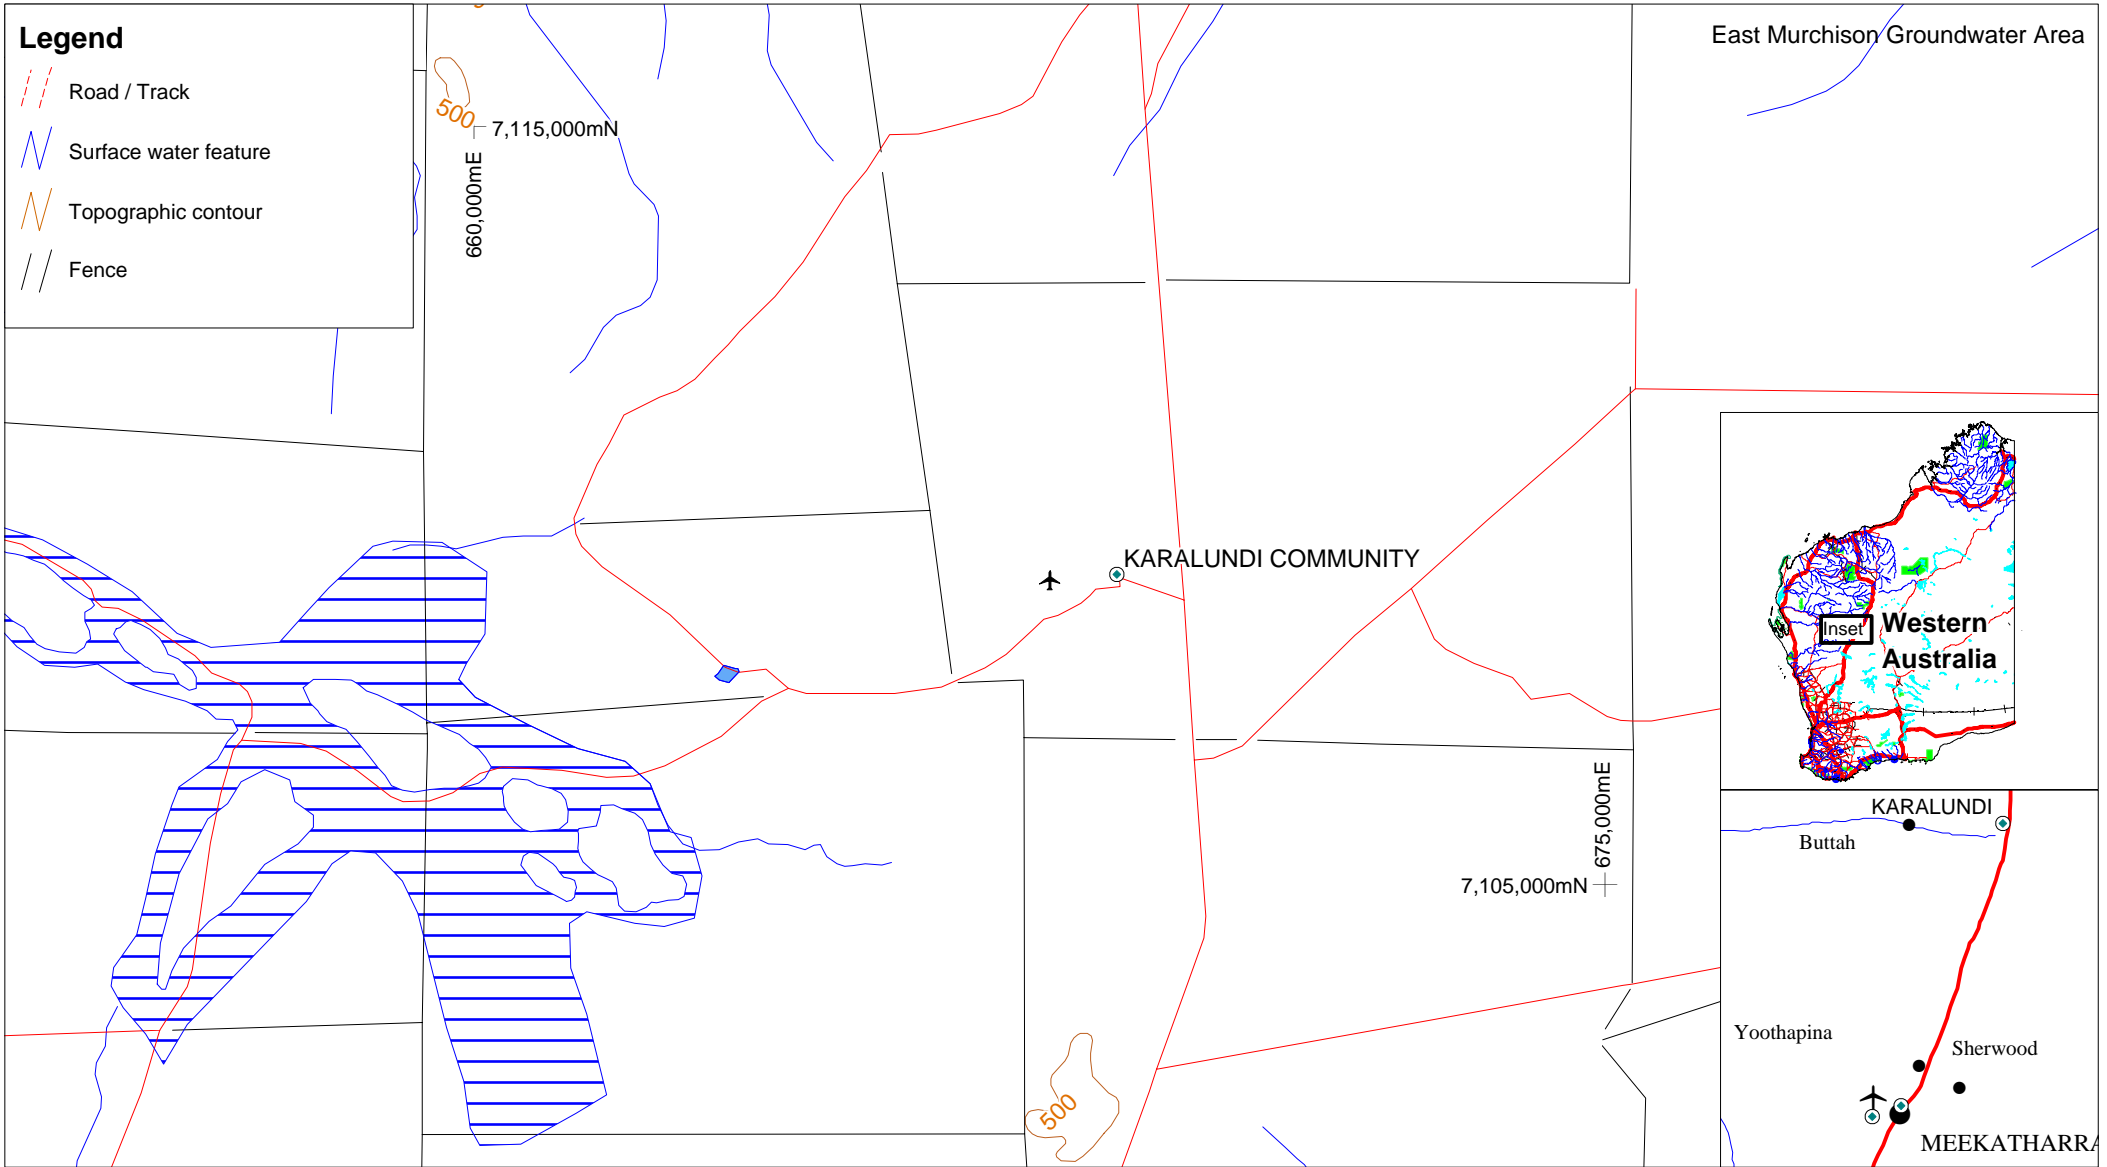 Legend
Road / Track
Surface water feature
Topographic contour
Fence
East Murchison Groundwater Area
500
7,115,000mN
660,000mE
KARALUNDI COMMUNITY
Inset
Western
Australia
675,000mE
7,105,000mN
500
KARALUNDI
Buttah
Yoothapina
Sherwood
MEEKATHARRA